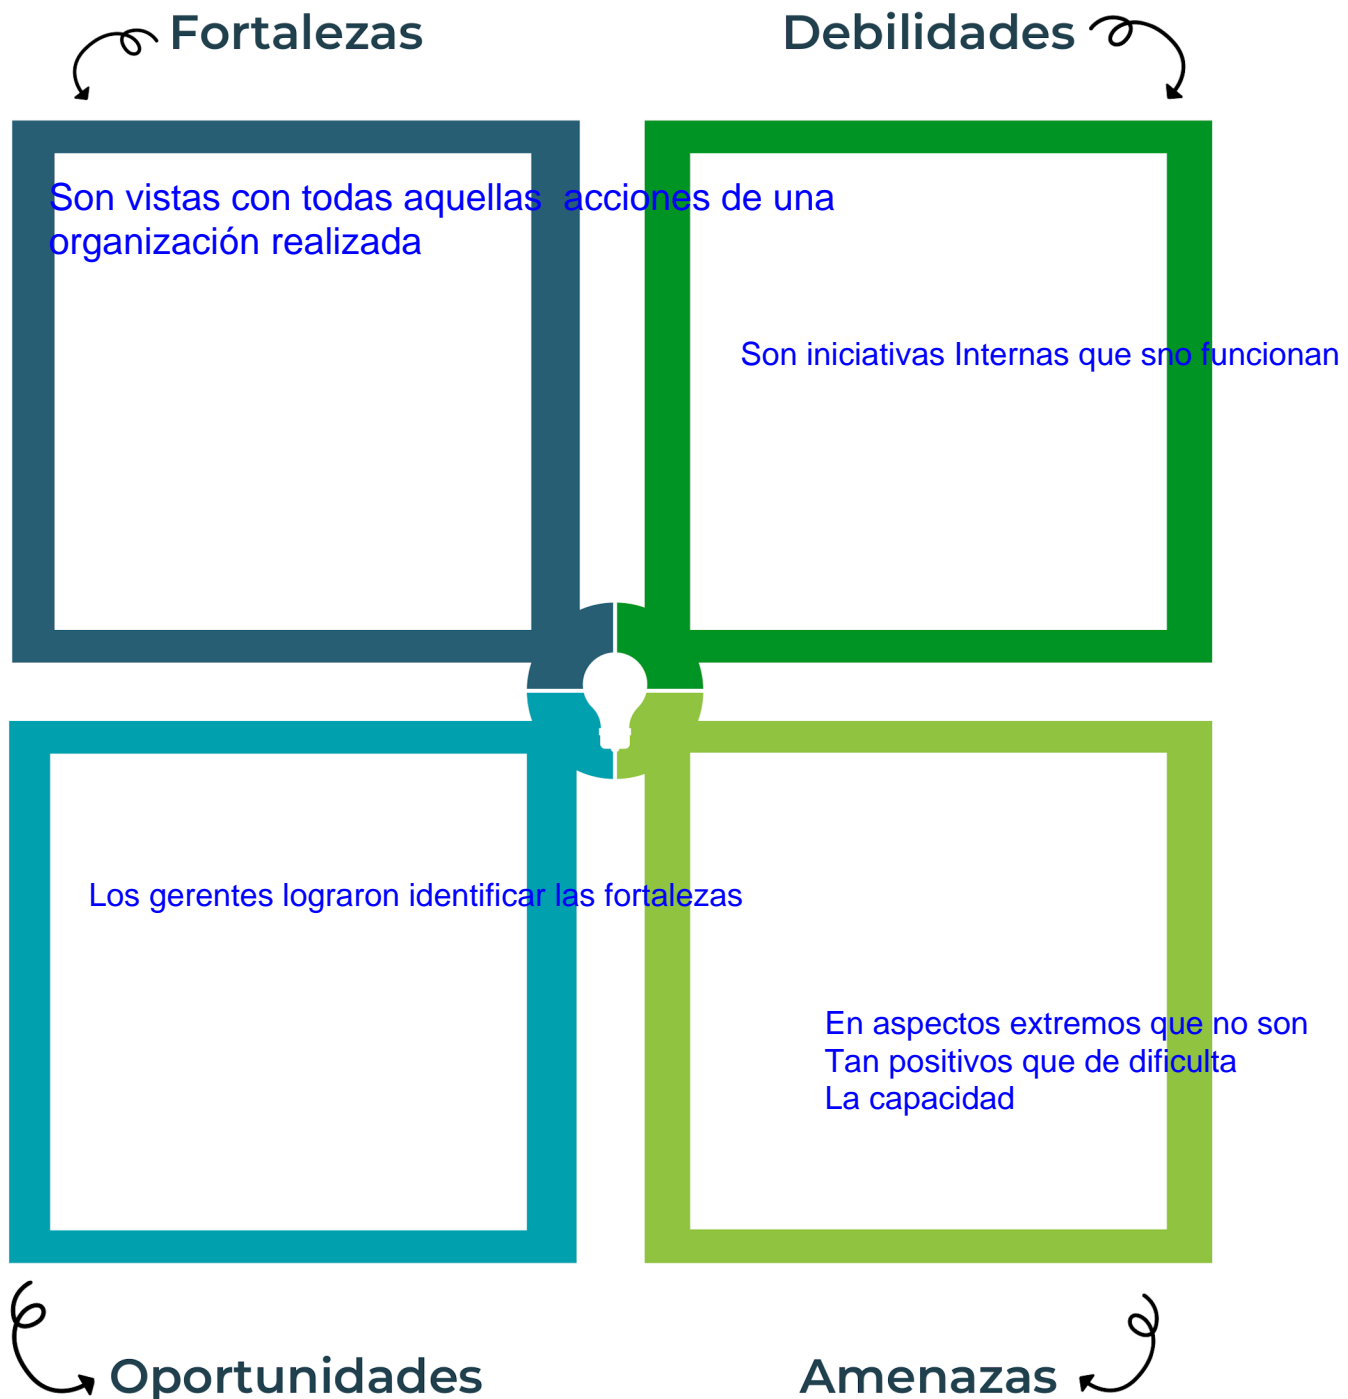 Fortalezas
Debilidades
Son vistas con todas aquellas  acciones de una
organización realizada
Son iniciativas Internas que sno funcionan
Los gerentes lograron identificar las fortalezas
En aspectos extremos que no son
Tan positivos que de dificulta
La capacidad
Oportunidades
Amenazas